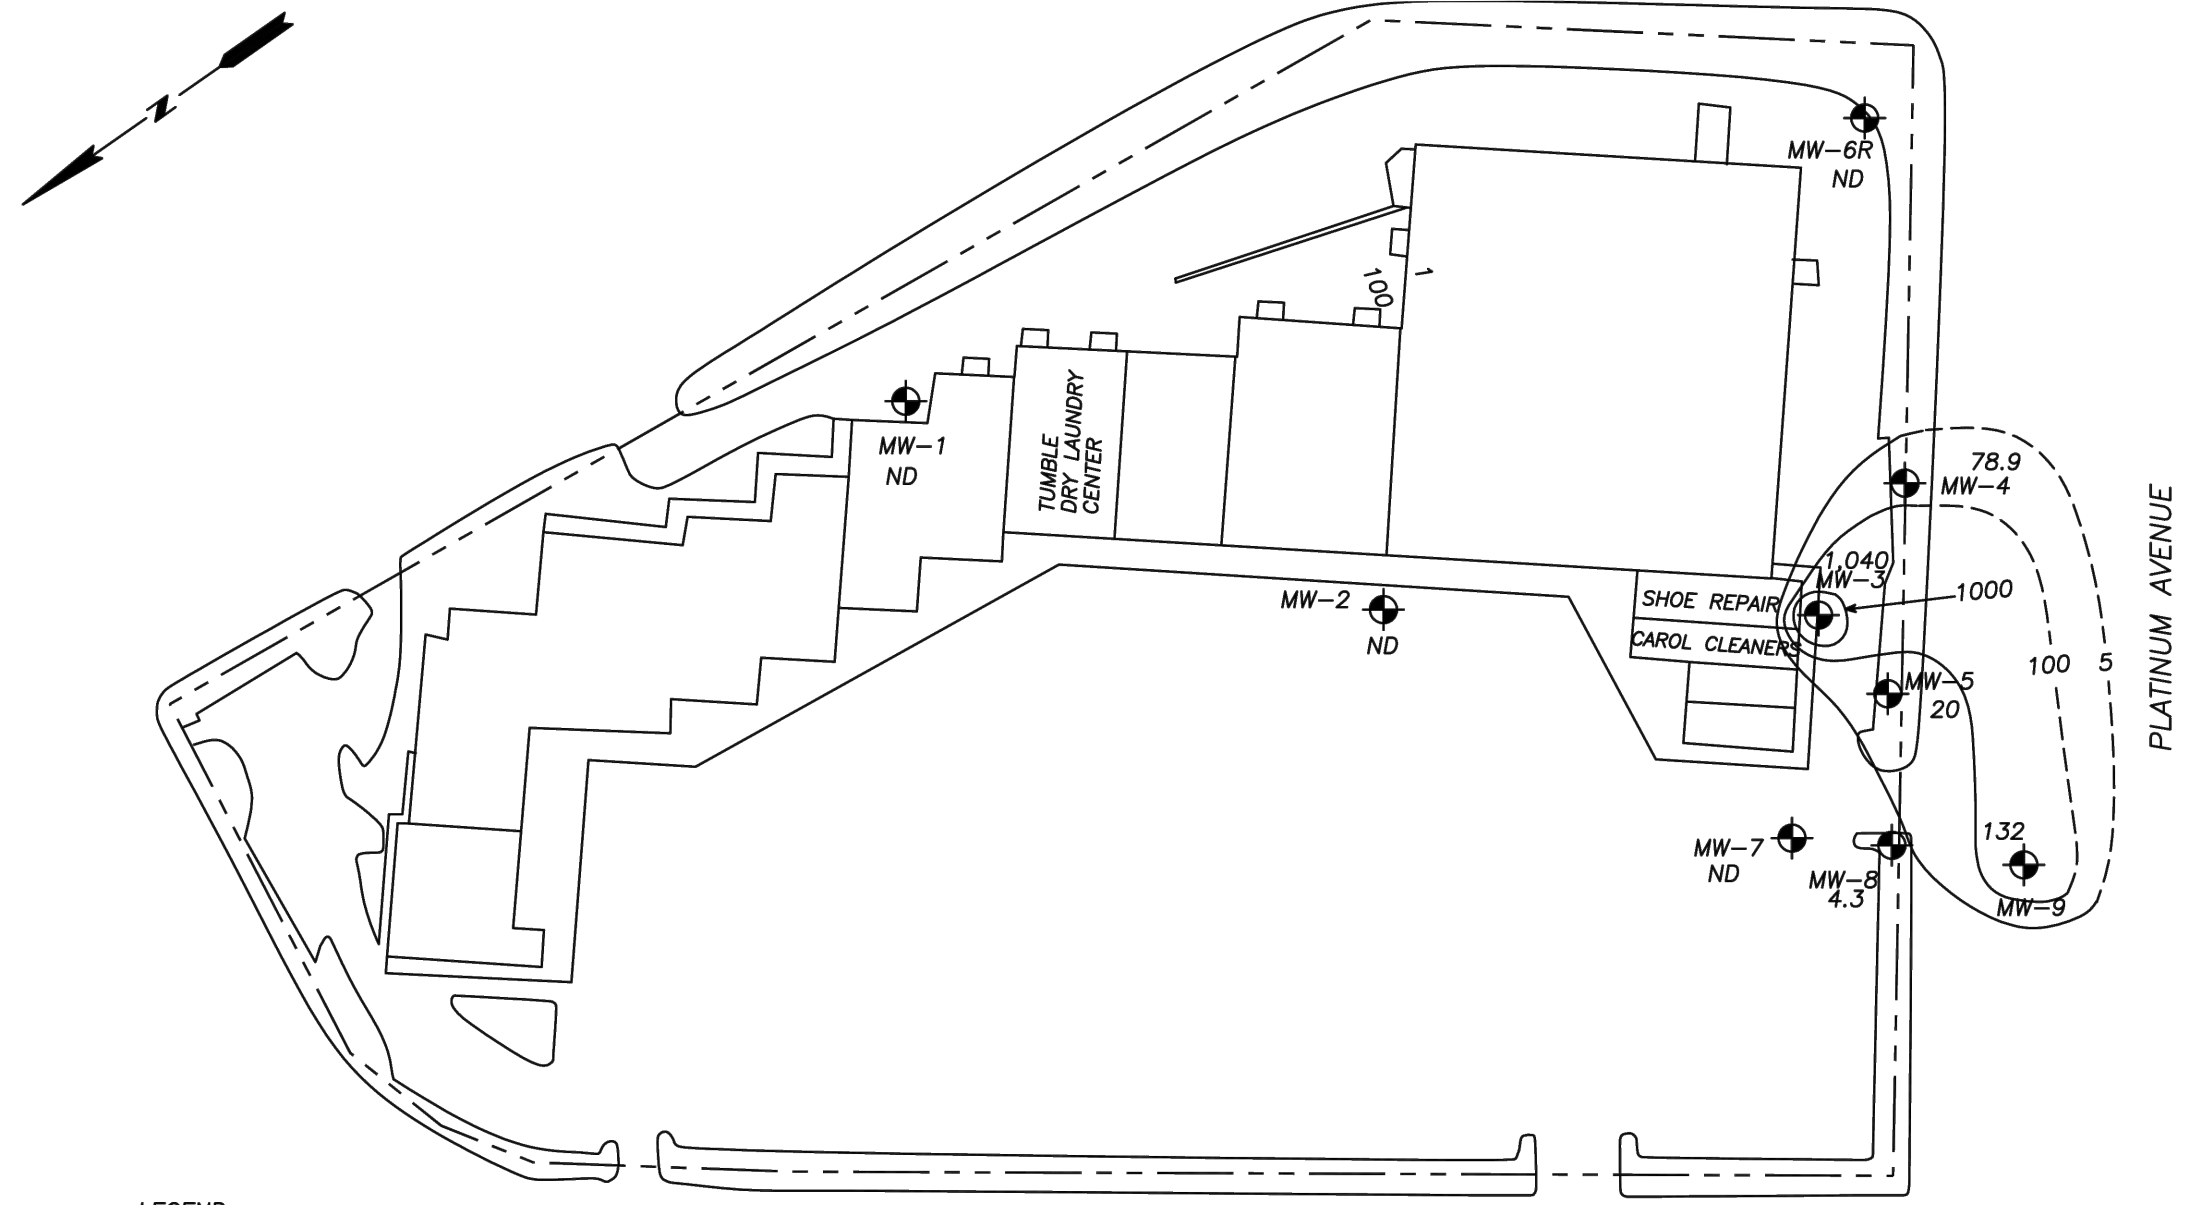 N
MW-6R
ND
1
100
TUMBLE
DRY LAUNDRY
CENTER
MW-1
ND
78.9
MW-4
PLATINUM AVENUE
1,040
MW-3
1000
MW-2
ND
SHOE REPAIR
CAROL CLEANERS
100
5
MW-5
20
132
MW-7
ND
MW-8
4.3
MW-9
LEGEND